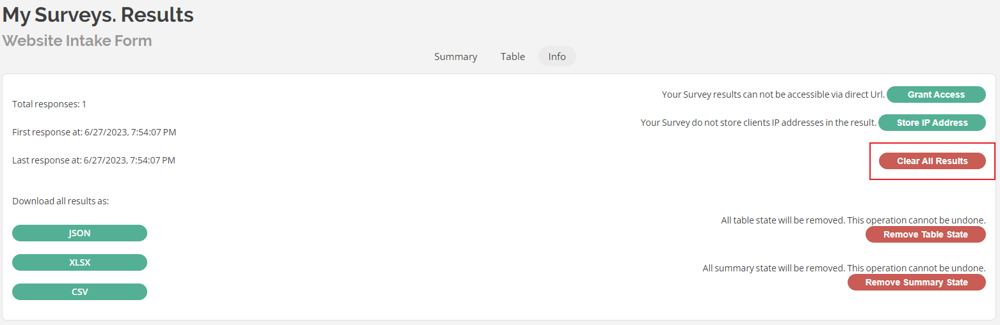 My Surveys. Results
Website Intake Form
Summary Table Info
Total responses: 1
First response at: 6/27/2023, 7:54:07 PM
Last response at: 6/27/2023, 7:54:07 PM
Download all results as:
JSON
XLSX
CSV
Your Survey results can not be accessible via direct Url. Grant Access
Your Survey do not store clients IP addresses in the result. Store IP Address
Clear All Results
All table state will be removed. This operation cannot be undone.
Remove Table State
All summary state will be removed. This operation cannot be undone.
Remove Summary State